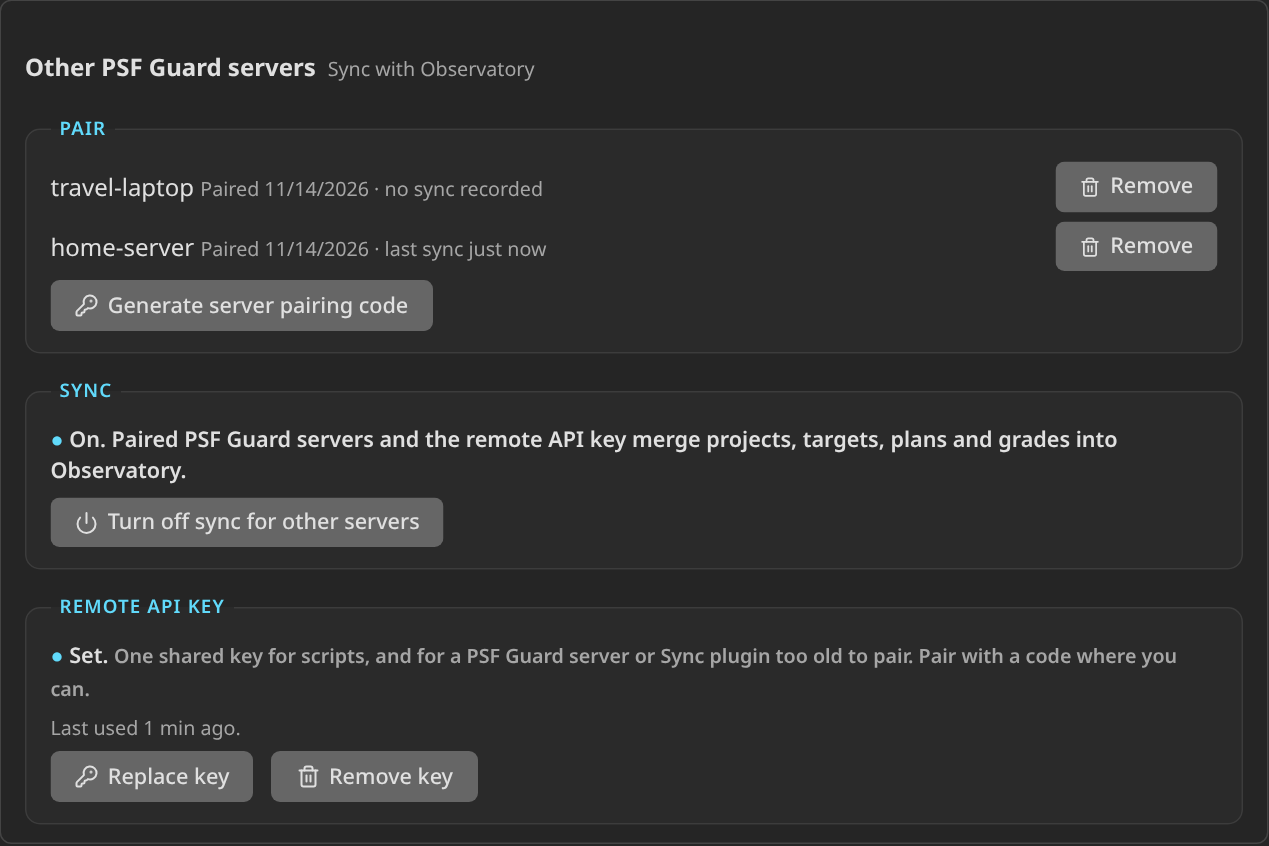 Other PSF Guard servers Sync with Observatory
PAIR
travel-laptop Paired 11/14/2026 · no sync recorded
Remove
home-server Paired 11/14/2026 · last sync just now
Remove
Generate server pairing code
SYNC
On. Paired PSF Guard servers and the remote API key merge projects, targets, plans and grades into
Observatory.
Turn off sync for other servers
REMOTE API KEY
Set. One shared key for scripts, and for a PSF Guard server or Sync plugin too old to pair. Pair with a code where you
can.
Last used 1 min ago.
Replace key
Remove key